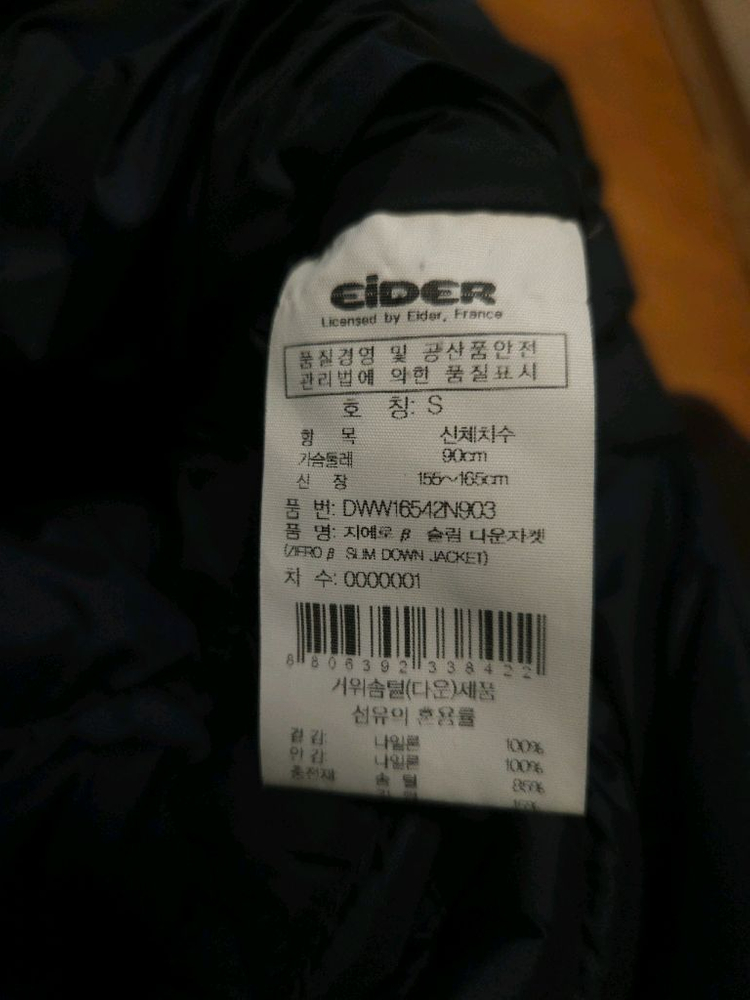 EiDER
Licensed by Eider, France
품질경영 및 공산품안전
관리법에 의한 품질표시
호 칭: S
항 목 신체치수
가슴둘레 90cm
신 장 155~165cm
품 번: DWW16542N903
품 명: 지에로 β 슬림 다운자켓
(ZIERO β SLIM DOWN JACKET)
차 수: 0000001
8 806392 338422
거위솜털(다운)제품
섬유의 혼용률
겉감 나일론 100%
안감 나일론 100%
충전재 솜털 85%
15%